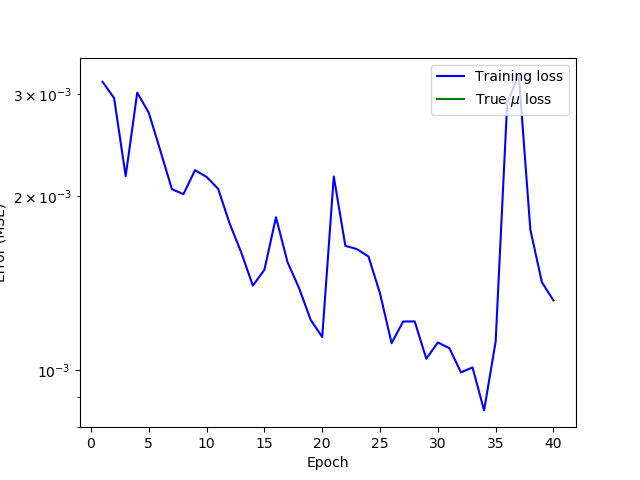 Training loss
True μ loss
3 × 10⁻³
2 × 10⁻³
10⁻³
Error (MSE)
0 5 10 15 20 25 30 35 40
Epoch